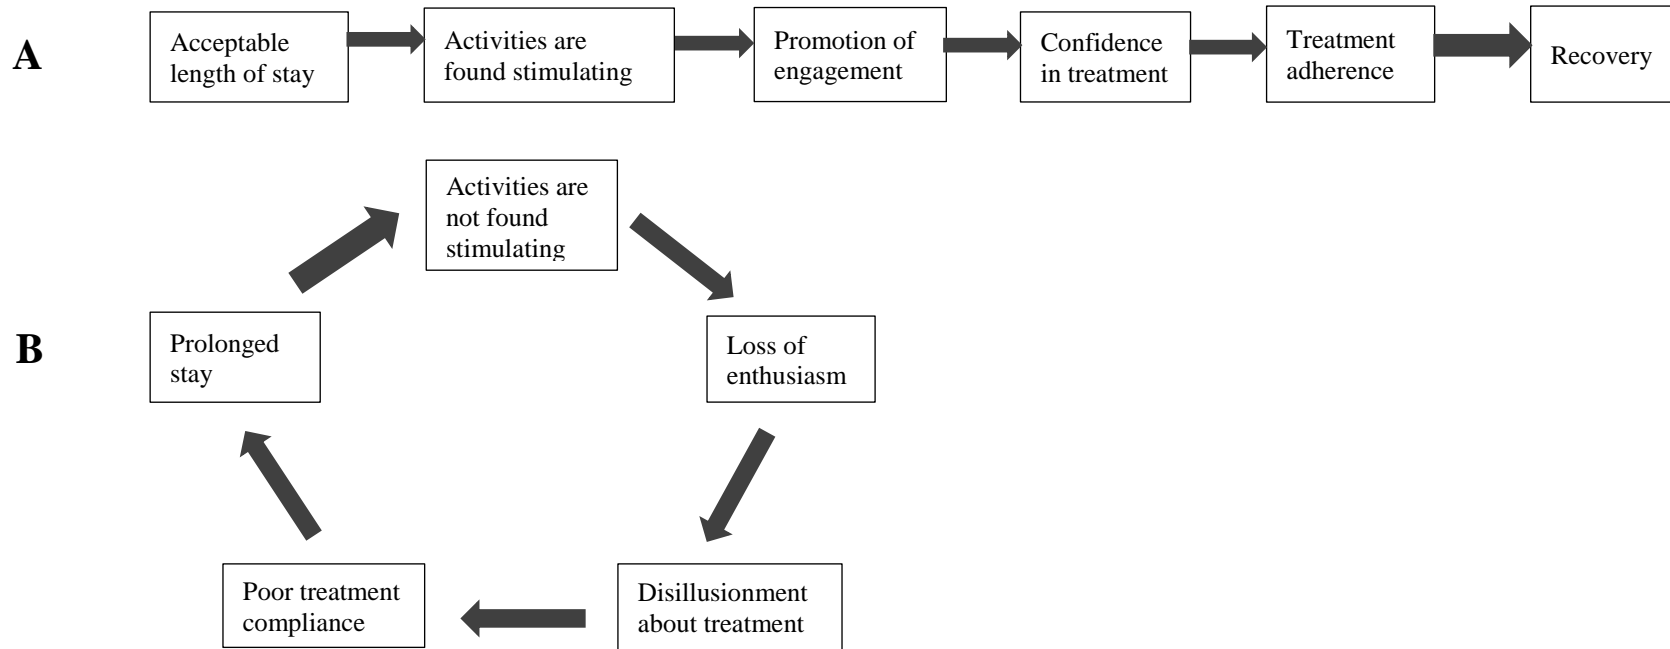 A
Acceptable
length of stay
Activities are
found stimulating
Promotion of
engagement
Confidence
in treatment
Treatment
adherence
Recovery
B
Activities are
not found
stimulating
Loss of
enthusiasm
Disillusionment
about treatment
Poor treatment
compliance
Prolonged
stay